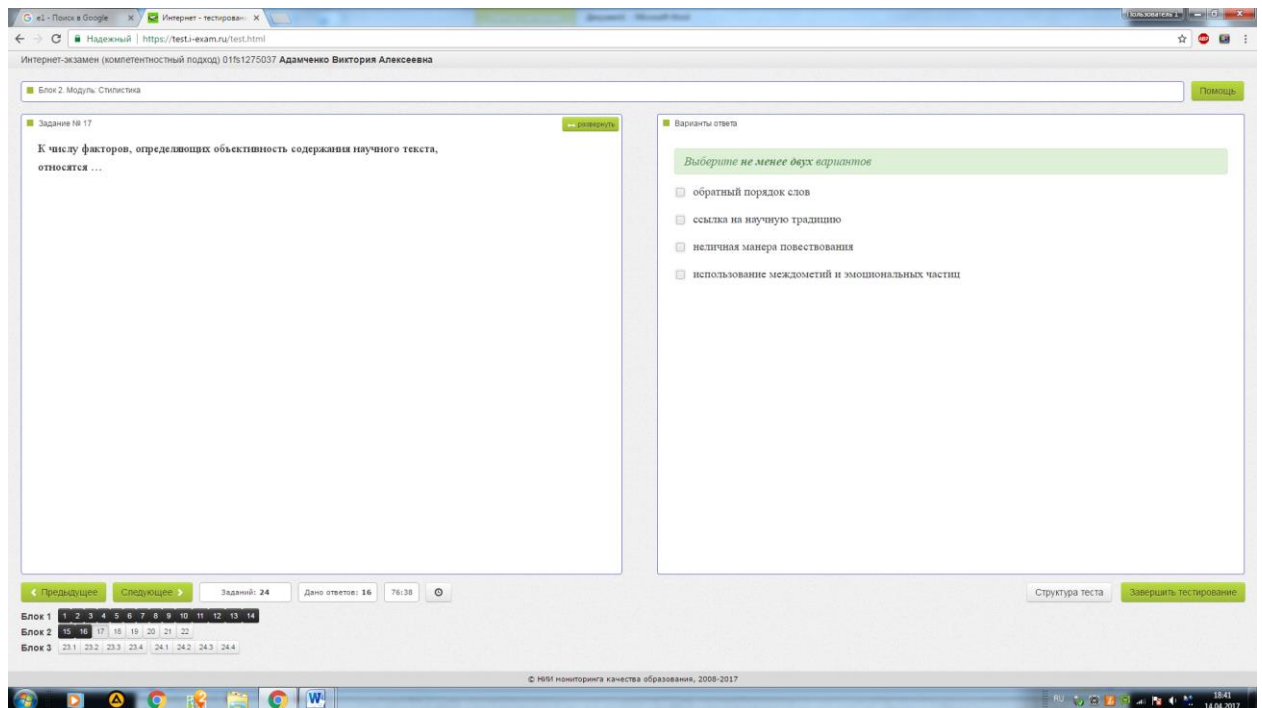 e1 - Поиск в Google
Интернет - тестирован
Надежный https://test.i-exam.ru/test.html
Интернет-экзамен (компетентностный подход) 01fs1275037 Адамченко Виктория Алексеевна
Блок 2. Модуль: Стилистика
Помощь
Задание № 17
развернуть
К числу факторов, определяющих объективность содержания научного текста,
относятся …
Варианты ответа
Выберите не менее двух вариантов
обратный порядок слов
ссылка на научную традицию
неличная манера повествования
использование междометий и эмоциональных частиц
Предыдущее
Следующее
Заданий: 24
Дано ответов: 16
76:38
Структура теста
Завершить тестирование
Блок 1 1 2 3 4 5 6 7 8 9 10 11 12 13 14
Блок 2 15 16 17 18 19 20 21 22
Блок 3 23.1 23.2 23.3 23.4 24.1 24.2 24.3 24.4
© НИИ мониторинга качества образования, 2008-2017
RU
18:41
14.04.2017